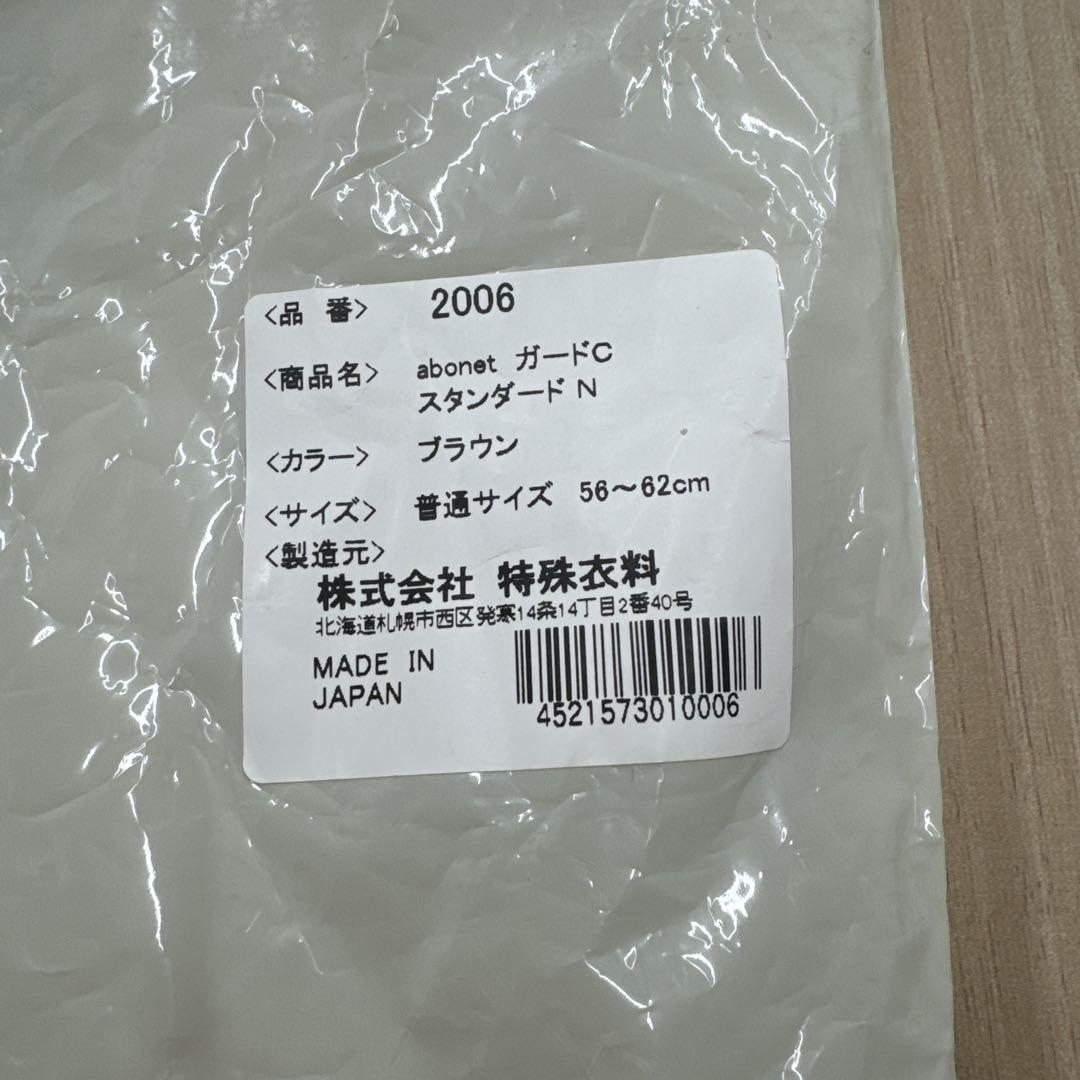 <品 番> 2006
<商品名> abonet ガードC
スタンダード N
<カラー> ブラウン
<サイズ> 普通サイズ 56～62cm
<製造元>
株式会社 特殊衣料
北海道札幌市西区発寒14条14丁目2番40号
MADE IN
JAPAN
4521573010006